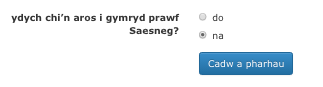 ydych chi'n aros i gymryd prawf
Saesneg?
do
na
Cadw a pharhau